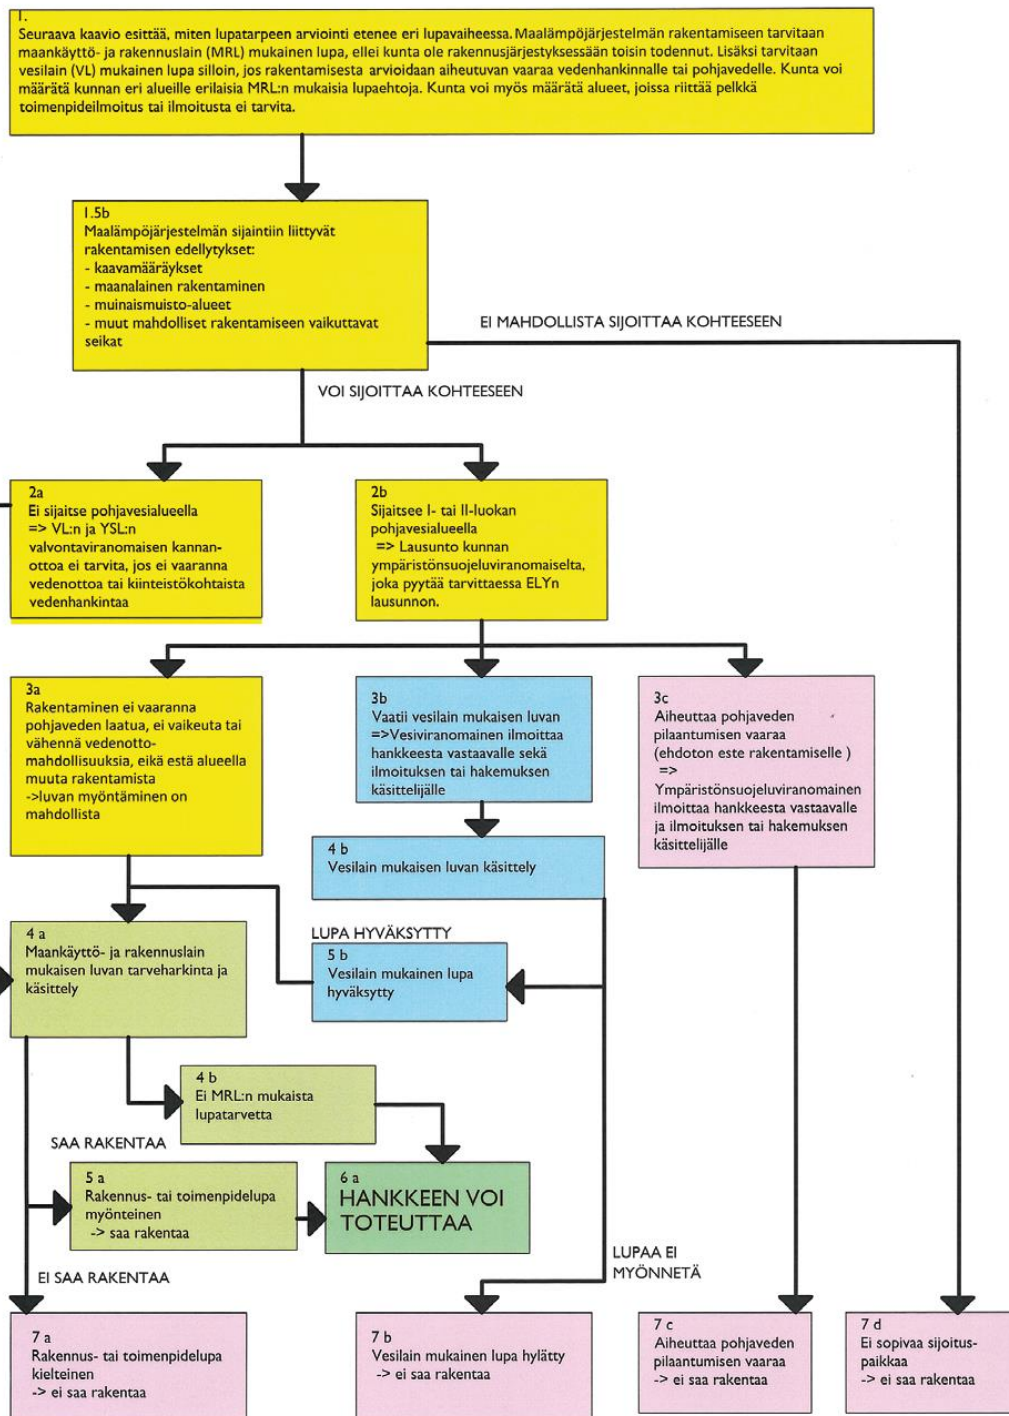 1.
Seuraava kaavio esittää, miten lupatarpeen arviointi etenee eri lupavaiheessa. Maalämpöjärjestelmän rakentamiseen tarvitaan
maankäyttö- ja rakennuslain (MRL) mukainen lupa, ellei kunta ole rakennusjärjestyksessään toisin todennut. Lisäksi tarvitaan
vesilain (VL) mukainen lupa silloin, jos rakentamisesta arvioidaan aiheutuvan vaaraa vedenhankinnalle tai pohjavedelle. Kunta voi
määrätä kunnan eri alueille erilaisia MRL:n mukaisia lupaehtoja. Kunta voi myös määrätä alueet, joissa riittää pelkkä
toimenpideilmoitus tai ilmoitusta ei tarvita.
1.5b
Maalämpöjärjestelmän sijaintiin liittyvät
rakentamisen edellytykset:
- kaavamääräykset
- maanalainen rakentaminen
- muinaismuisto-alueet
- muut mahdolliset rakentamiseen vaikuttavat
seikat
EI MAHDOLLISTA SIJOITTAA KOHTEESEEN
VOI SIJOITTAA KOHTEESEEN
2a
Ei sijaitse pohjavesialueella
=> VL:n ja YSL:n
valvontaviranomaisen kannan-
ottoa ei tarvita, jos ei vaaranna
vedenottoa tai kiinteistökohtaista
vedenhankintaa
2b
Sijaitsee I- tai II-luokan
pohjavesialueella
=> Lausunto kunnan
ympäristönsuojeluviranomaiselta,
joka pyytää tarvittaessa ELYn
lausunnon.
3a
Rakentaminen ei vaaranna
pohjaveden laatua, ei vaikeuta tai
vähennä vedenotto-
mahdollisuuksia, eikä estä alueella
muuta rakentamista
->luvan myöntäminen on
mahdollista
3b
Vaatii vesilain mukaisen luvan
=>Vesiviranomainen ilmoittaa
hankkeesta vastaavalle sekä
ilmoituksen tai hakemuksen
käsittelijälle
3c
Aiheuttaa pohjaveden
pilaantumisen vaaraa
(ehdoton este rakentamiselle )
=>
Ympäristönsuojeluviranomainen
ilmoittaa hankkeesta vastaavalle
ja ilmoituksen tai hakemuksen
käsittelijälle
4 b
Vesilain mukaisen luvan käsittely
4 a
Maankäyttö- ja rakennuslain
mukaisen luvan tarveharkinta ja
käsittely
LUPA HYVÄKSYTTY
5 b
Vesilain mukainen lupa
hyväksytty
4 b
Ei MRL:n mukaista
lupatarvetta
SAA RAKENTAA
5 a
Rakennus- tai toimenpidelupa
myönteinen
-> saa rakentaa
6 a
HANKKEEN VOI
TOTEUTTAA
LUPAA EI
MYÖNNETÄ
EI SAA RAKENTAA
7 a
Rakennus- tai toimenpidelupa
kielteinen
-> ei saa rakentaa
7 b
Vesilain mukainen lupa hylätty
-> ei saa rakentaa
7 c
Aiheuttaa pohjaveden
pilaantumisen vaaraa
-> ei saa rakentaa
7 d
Ei sopivaa sijoitus-
paikkaa
-> ei saa rakentaa